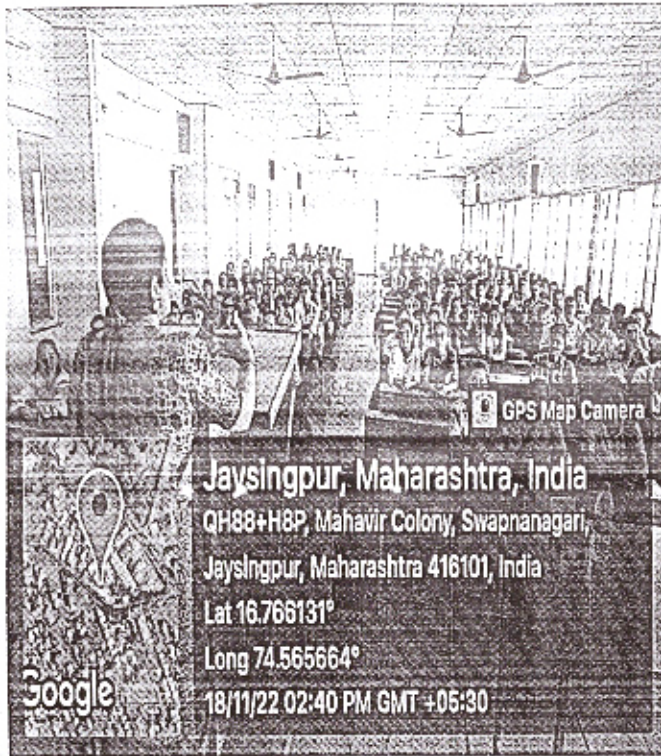 GPS Map Camera
Jaysingpur, Maharashtra, India
QH88+H8P, Mahavir Colony, Swapnanagari,
Jaysingpur, Maharashtra 416101, India
Lat 16.766131°
Long 74.565664°
18/11/22 02:40 PM GMT +05:30
Google